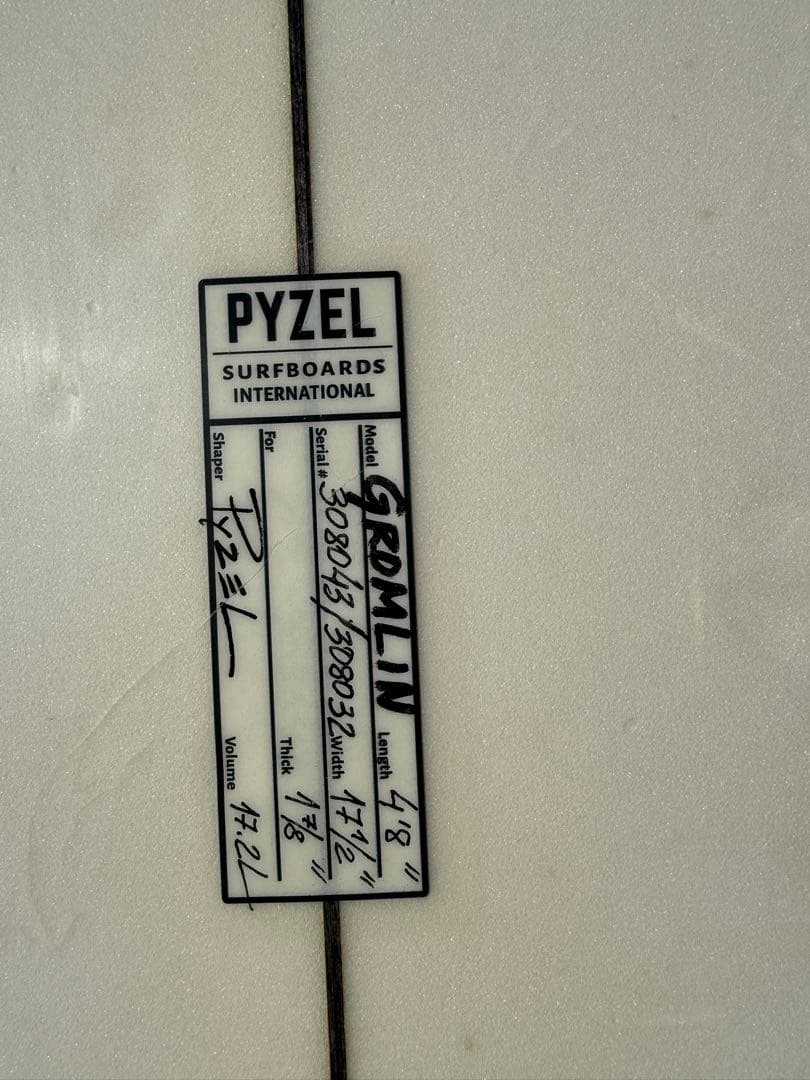 PYZEL
SURFBOARDS
INTERNATIONAL
Model GROMLIN Length 4'8"
Serial # 308043/308032 Width 17 1/2"
For Thick 1 7/8"
Shaper Pyzel Volume 17.2L